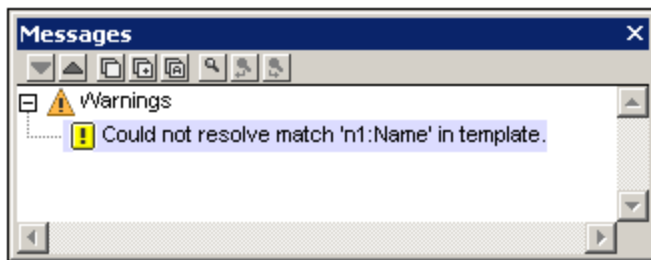 Messages
Warnings
Could not resolve match 'n1:Name' in template.